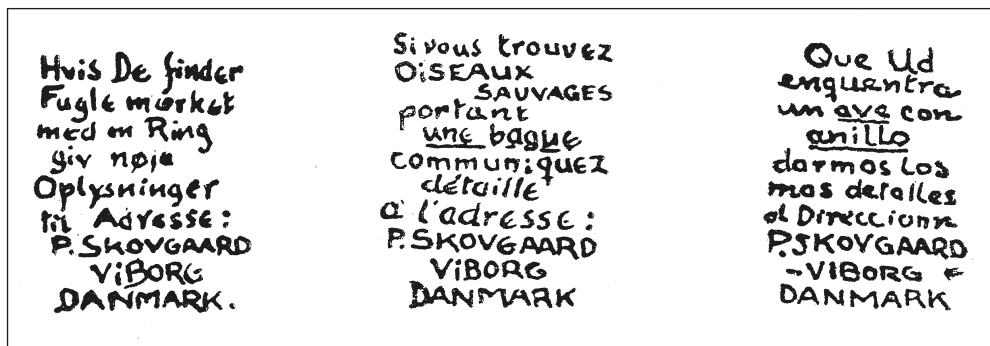 Hvis De finder
Fugle mærket
med en Ring
giv nøje
Oplysninger
til Adresse:
P. SKOVGAARD
ViBORG
DANMARK.
Si vous trouvez
OiSEAUX
SAUVAGES
portant
une bague
communiquez
détaille
a l'adresse:
P. SKOVGAARD
ViBORG
DANMARK
Que Ud
enquentra
un ave con
anillo
darmos Los
mas detalles
al Direccionn
P. SKOVGAARD
-VIBORG
DANMARK